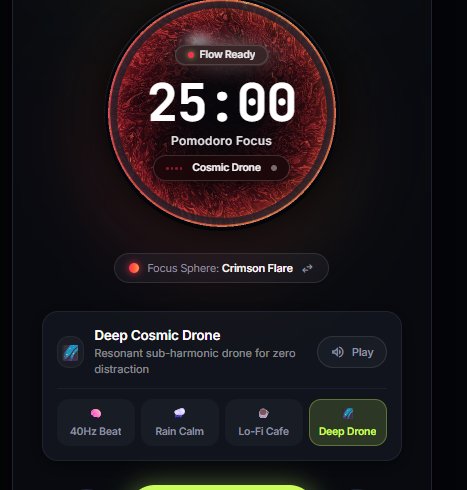 Flow Ready
25:00
Pomodoro Focus
Cosmic Drone
Focus Sphere: Crimson Flare
Deep Cosmic Drone
Resonant sub-harmonic drone for zero
distraction
Play
40Hz Beat
Rain Calm
Lo-Fi Cafe
Deep Drone